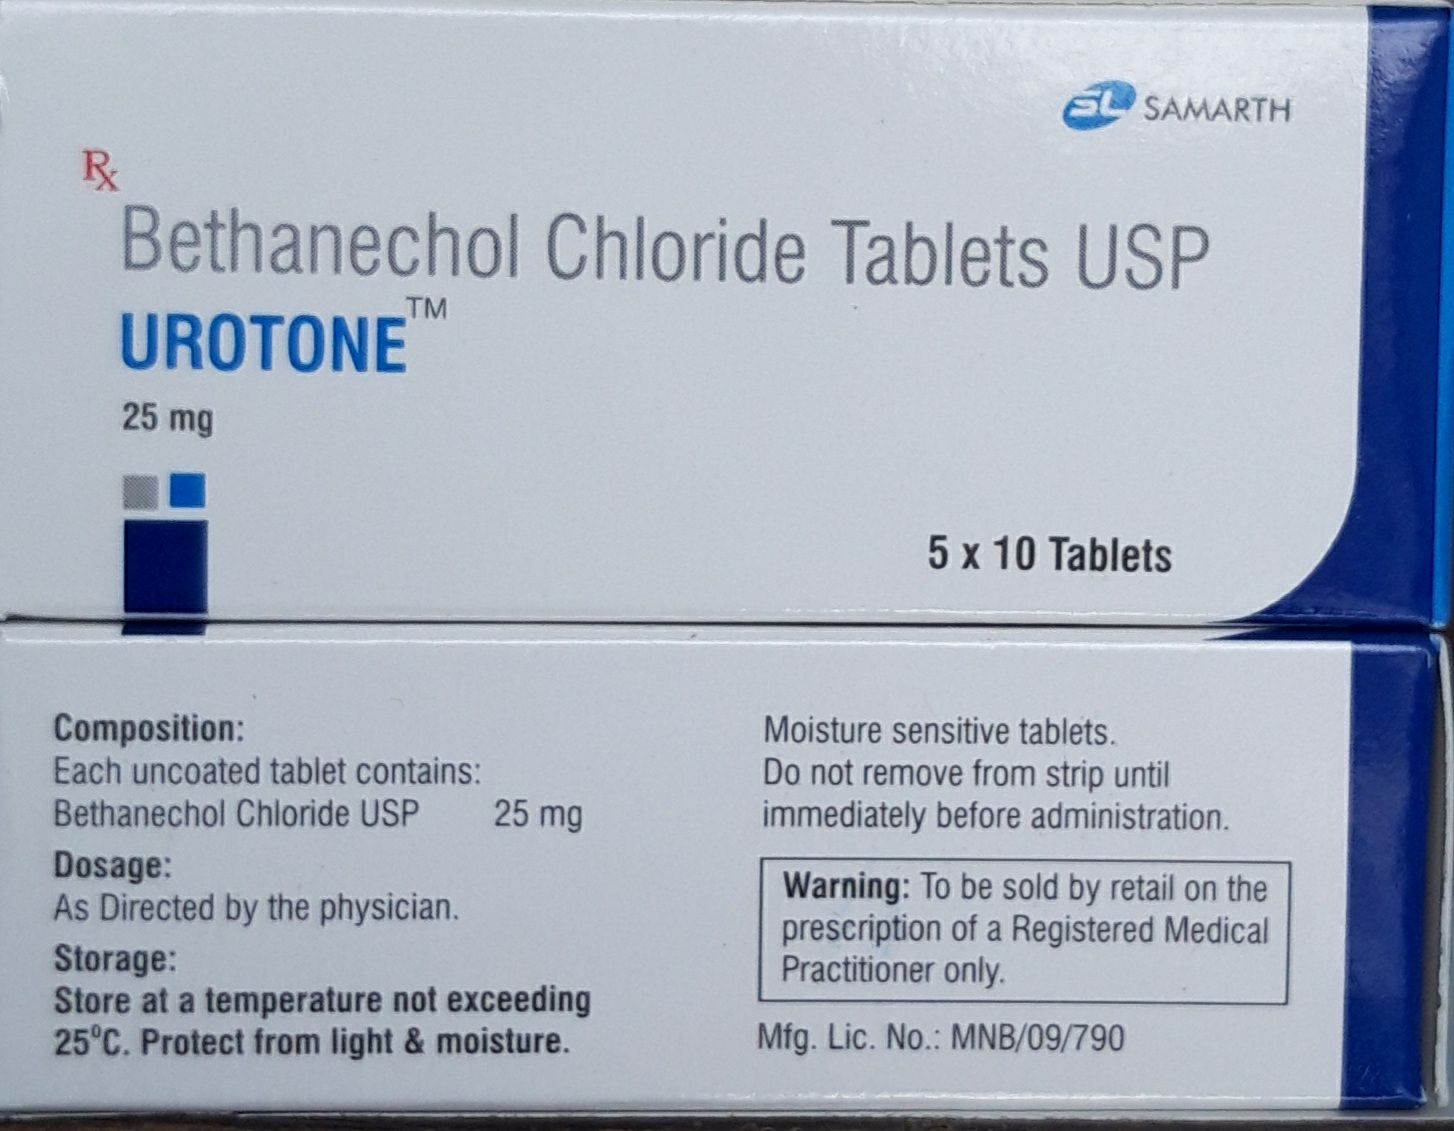 SL SAMARTH
Rx
Bethanechol Chloride Tablets USP
UROTONE™
25 mg
5 x 10 Tablets
Composition:
Each uncoated tablet contains:
Bethanechol Chloride USP 25 mg
Dosage:
As Directed by the physician.
Storage:
Store at a temperature not exceeding
25⁰C. Protect from light & moisture.
Moisture sensitive tablets.
Do not remove from strip until
immediately before administration.
Warning: To be sold by retail on the
prescription of a Registered Medical
Practitioner only.
Mfg. Lic. No.: MNB/09/790